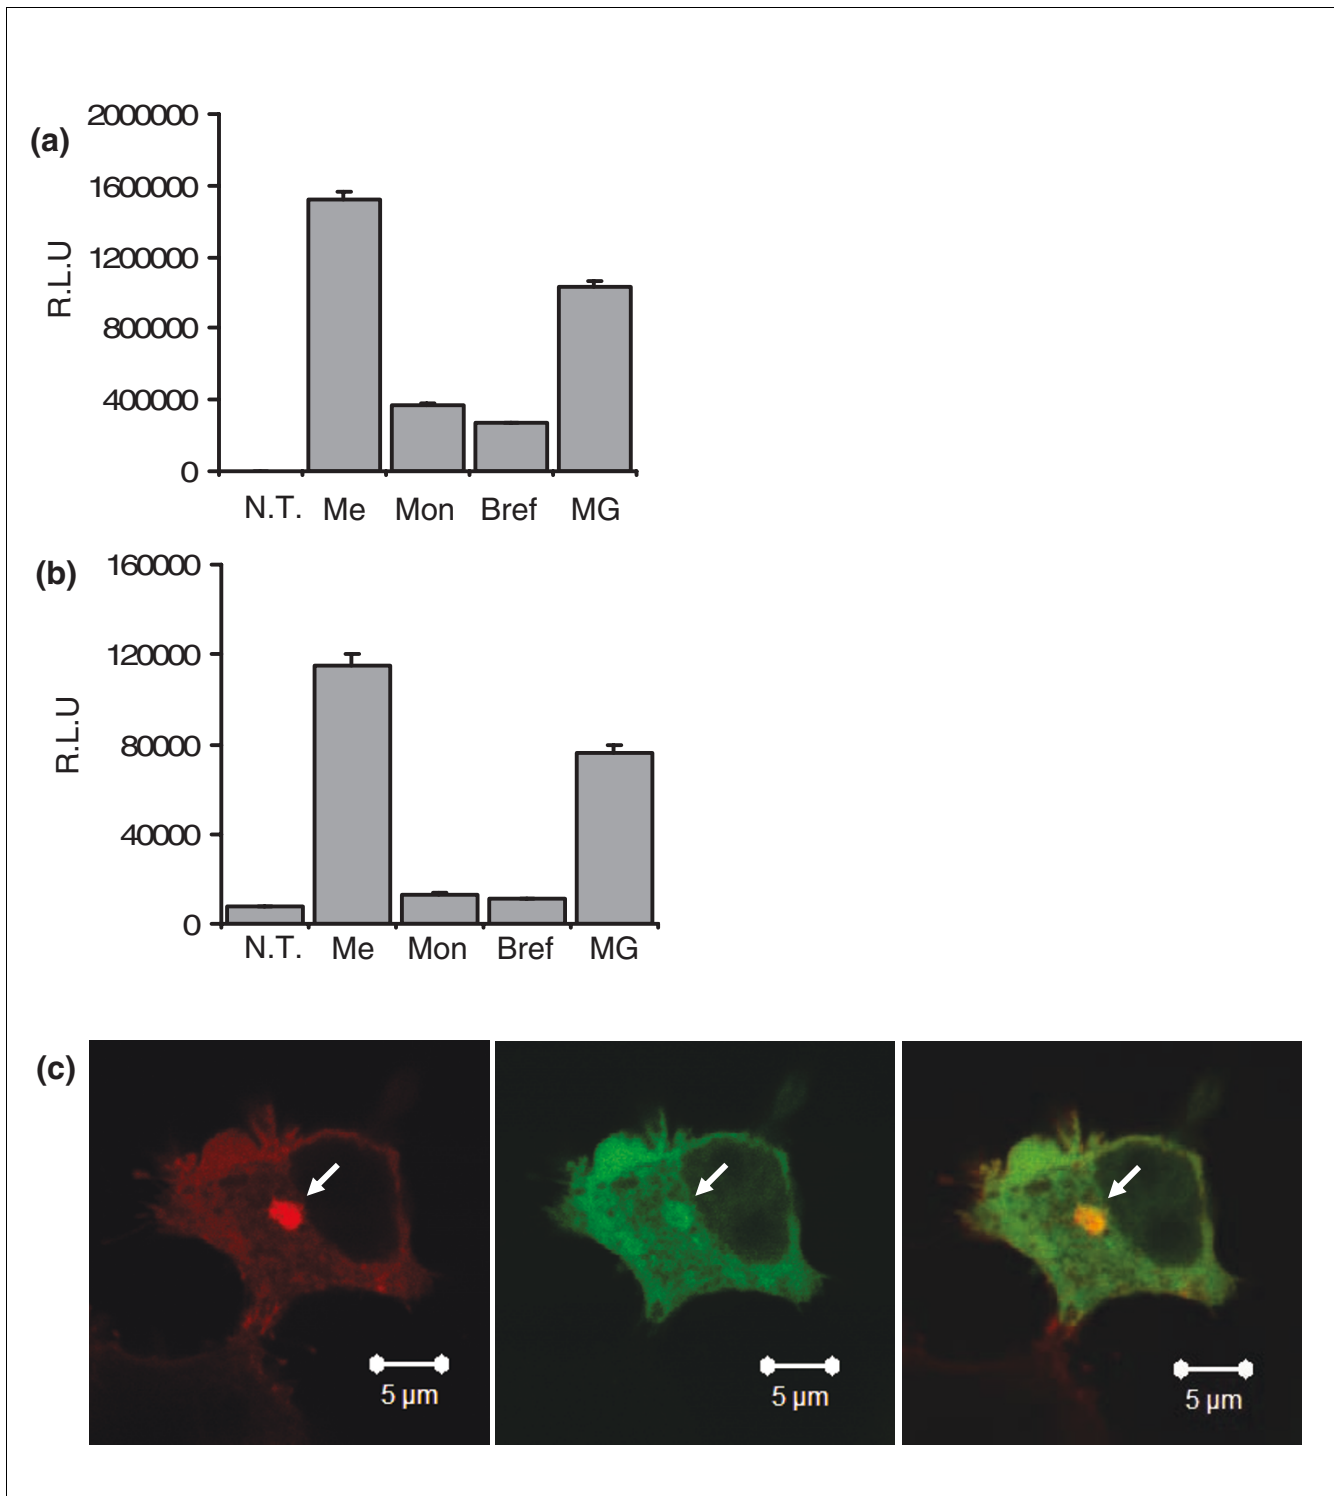 (a)
2000000
1600000
1200000
800000
400000
0
R.L.U
N.T. Me Mon Bref MG
(b)
160000
120000
80000
40000
0
R.L.U
N.T. Me Mon Bref MG
(c)
5 µm 5 µm 5 µm